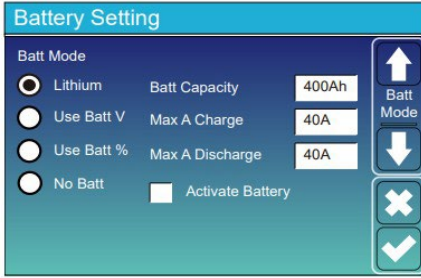 Battery Setting
Batt Mode
Lithium
Batt Capacity
400Ah
Use Batt V
Max A Charge
40A
Use Batt %
Max A Discharge
40A
No Batt
Activate Battery
Batt
Mode